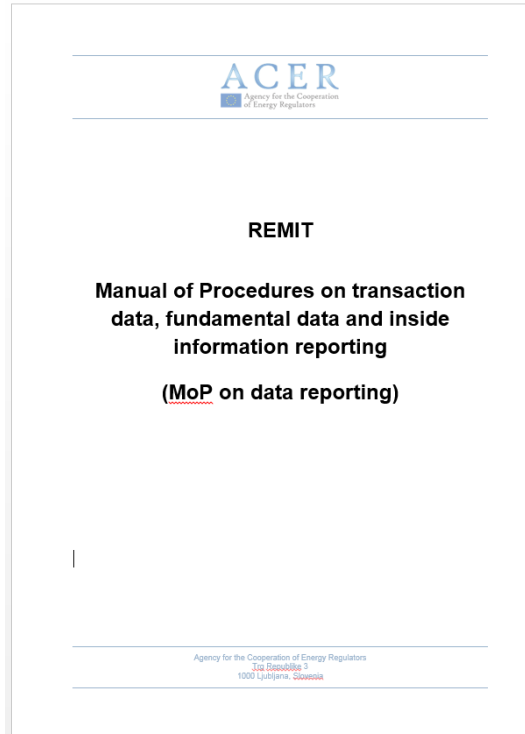 ACER
Agency for the Cooperation
of Energy Regulators
REMIT
Manual of Procedures on transaction
data, fundamental data and inside
information reporting
(MoP on data reporting)
Agency for the Cooperation of Energy Regulators
Trg Republike 3
1000 Ljubljana, Slovenia